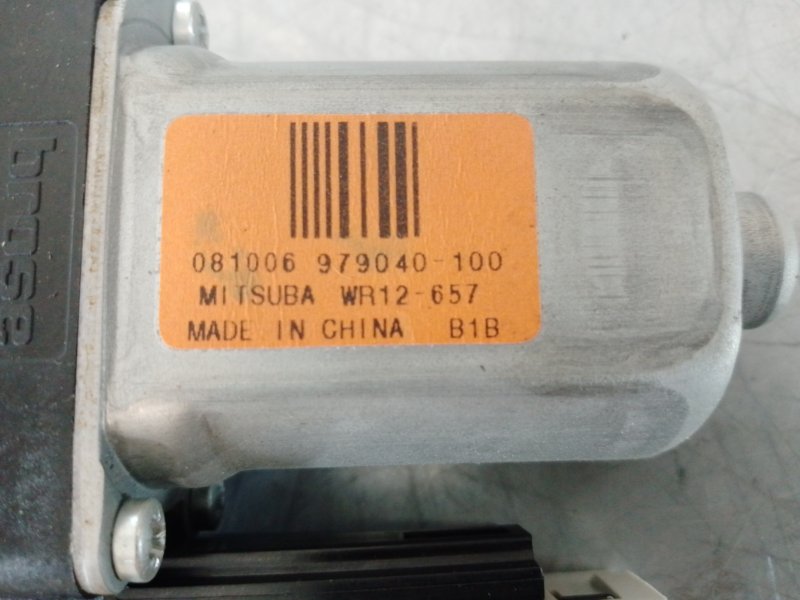 081006 979040-100
MITSUBA WR12-657
MADE IN CHINA B1B
brose